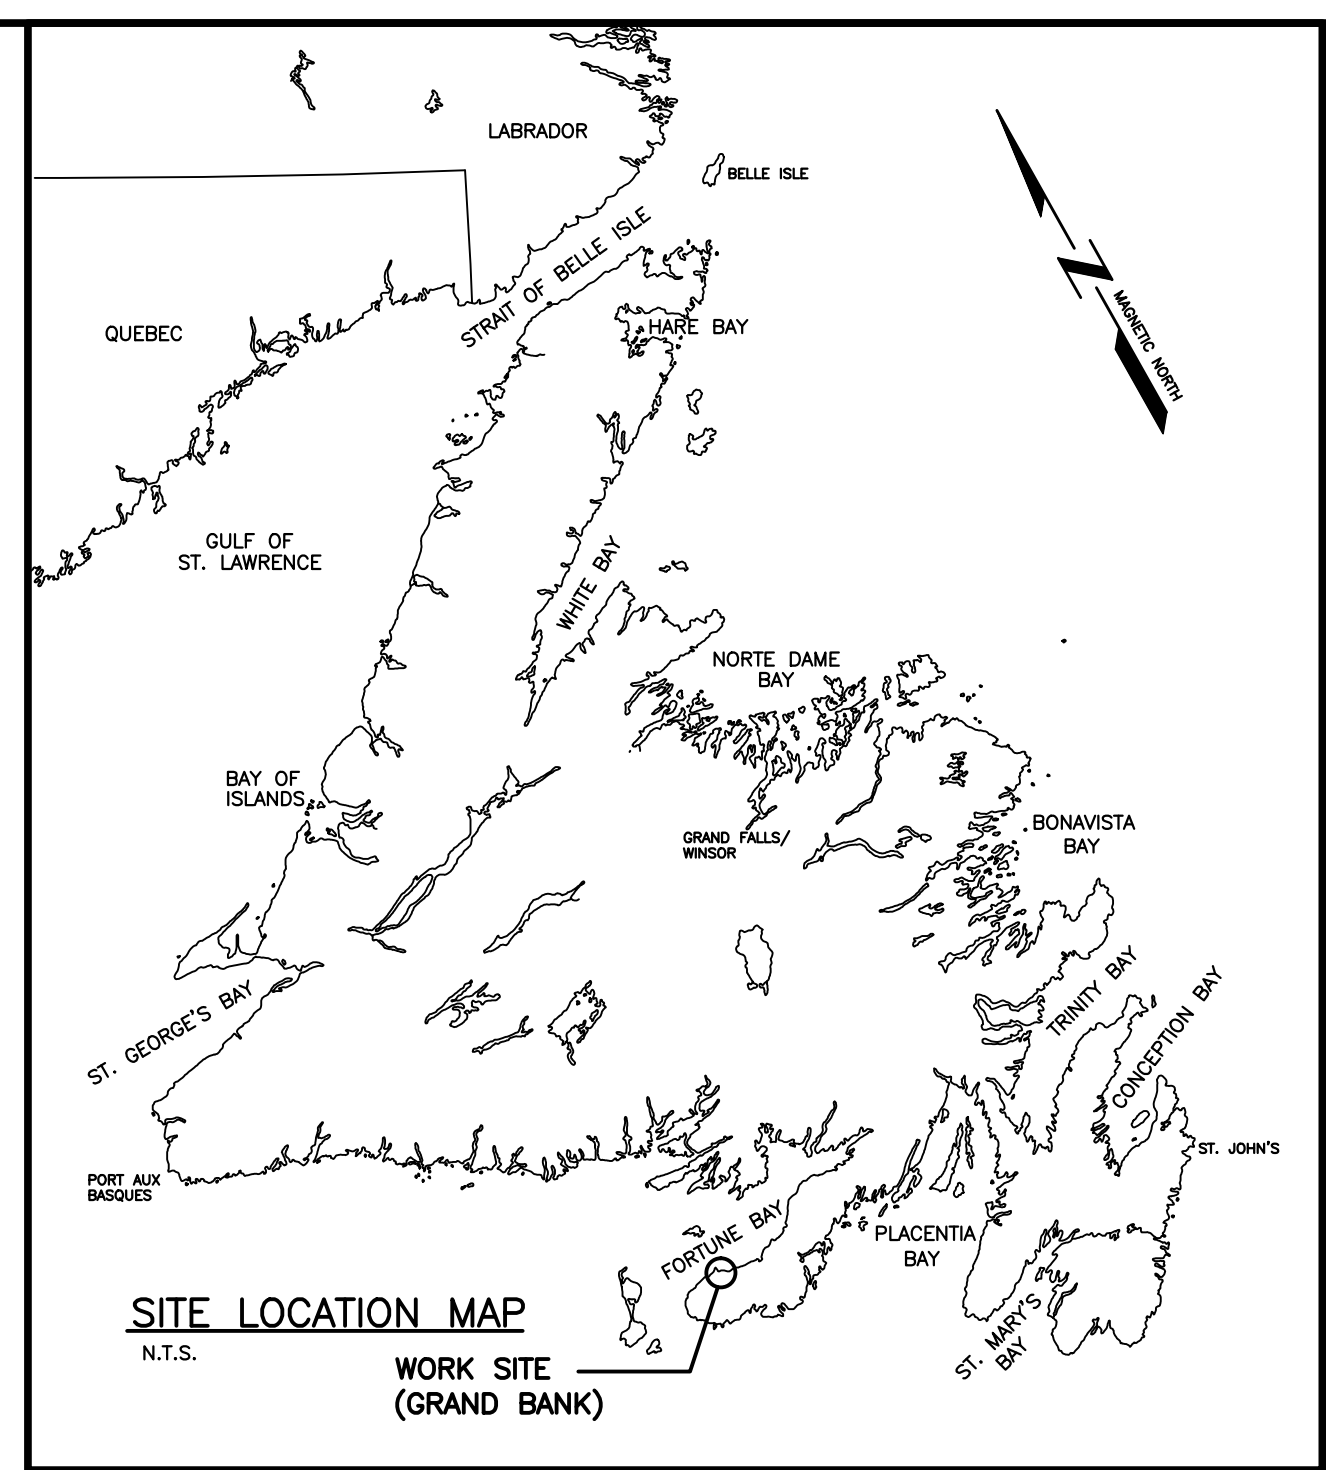 LABRADOR
BELLE ISLE
STRAIT OF BELLE ISLE
MAGNETIC NORTH
QUEBEC
HARE BAY
GULF OF
ST. LAWRENCE
WHITE BAY
NORTE DAME
BAY
BAY OF
ISLANDS
GRAND FALLS/
WINSOR
BONAVISTA
BAY
TRINITY BAY
CONCEPTION BAY
ST. GEORGE'S BAY
ST. JOHN'S
PORT AUX
BASQUES
FORTUNE BAY
PLACENTIA
BAY
ST. MARY'S
BAY
SITE LOCATION MAP
N.T.S.
WORK SITE
(GRAND BANK)